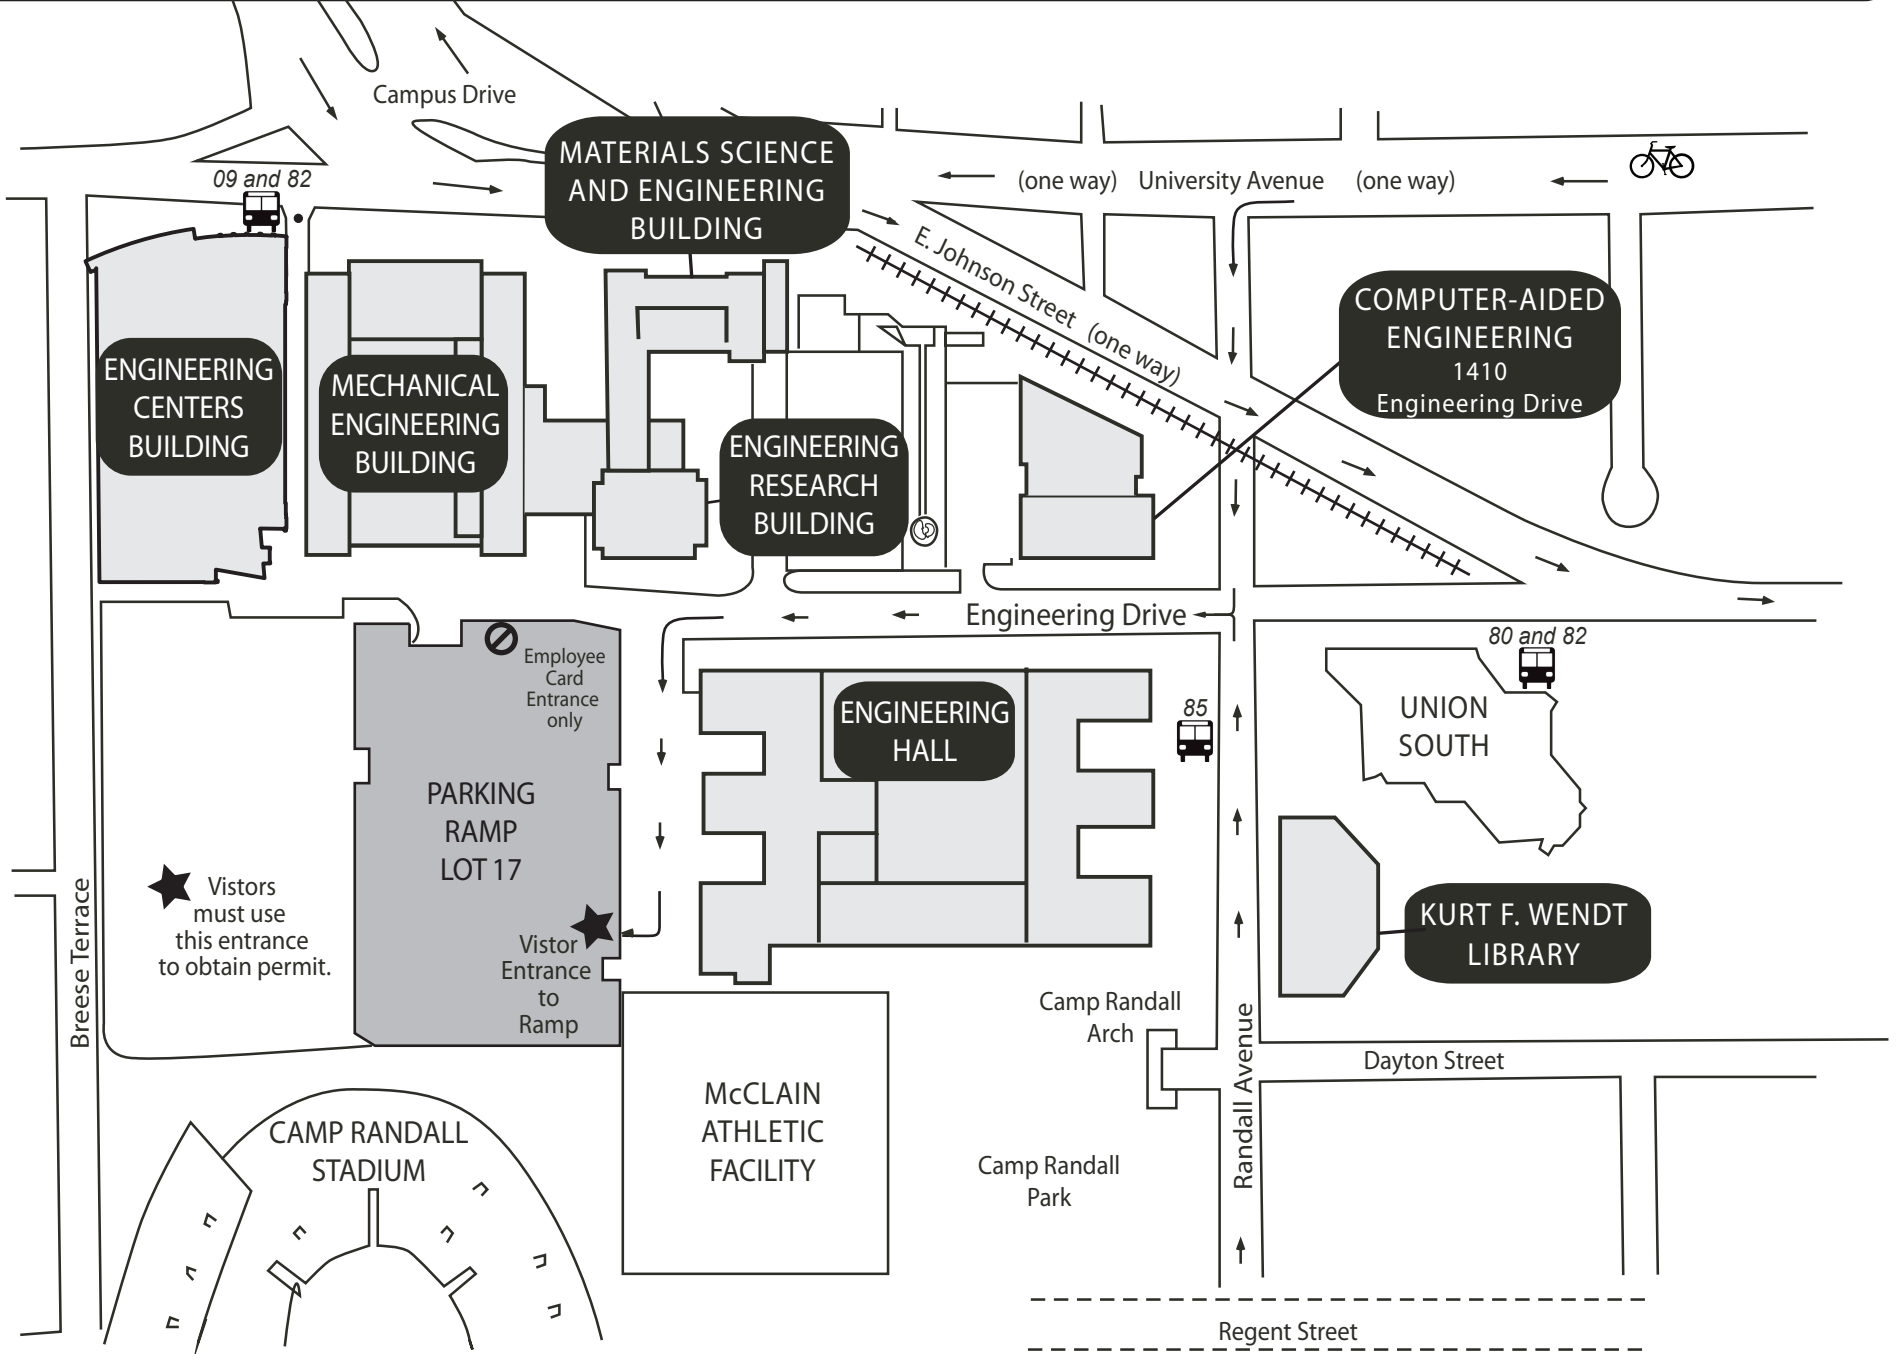 Campus Drive
09 and 82
MATERIALS SCIENCE
AND ENGINEERING
BUILDING
(one way) University Avenue (one way)
E. Johnson Street (one way)
COMPUTER-AIDED
ENGINEERING
1410
Engineering Drive
ENGINEERING
CENTERS
BUILDING
MECHANICAL
ENGINEERING
BUILDING
ENGINEERING
RESEARCH
BUILDING
Engineering Drive
80 and 82
Employee
Card
Entrance
only
ENGINEERING
HALL
85
UNION
SOUTH
PARKING
RAMP
LOT 17
Vistors
must use
this entrance
to obtain permit.
Vistor
Entrance
to
Ramp
KURT F. WENDT
LIBRARY
Breese Terrace
Camp Randall
Arch
Randall Avenue
Dayton Street
McCLAIN
ATHLETIC
FACILITY
CAMP RANDALL
STADIUM
Camp Randall
Park
Regent Street